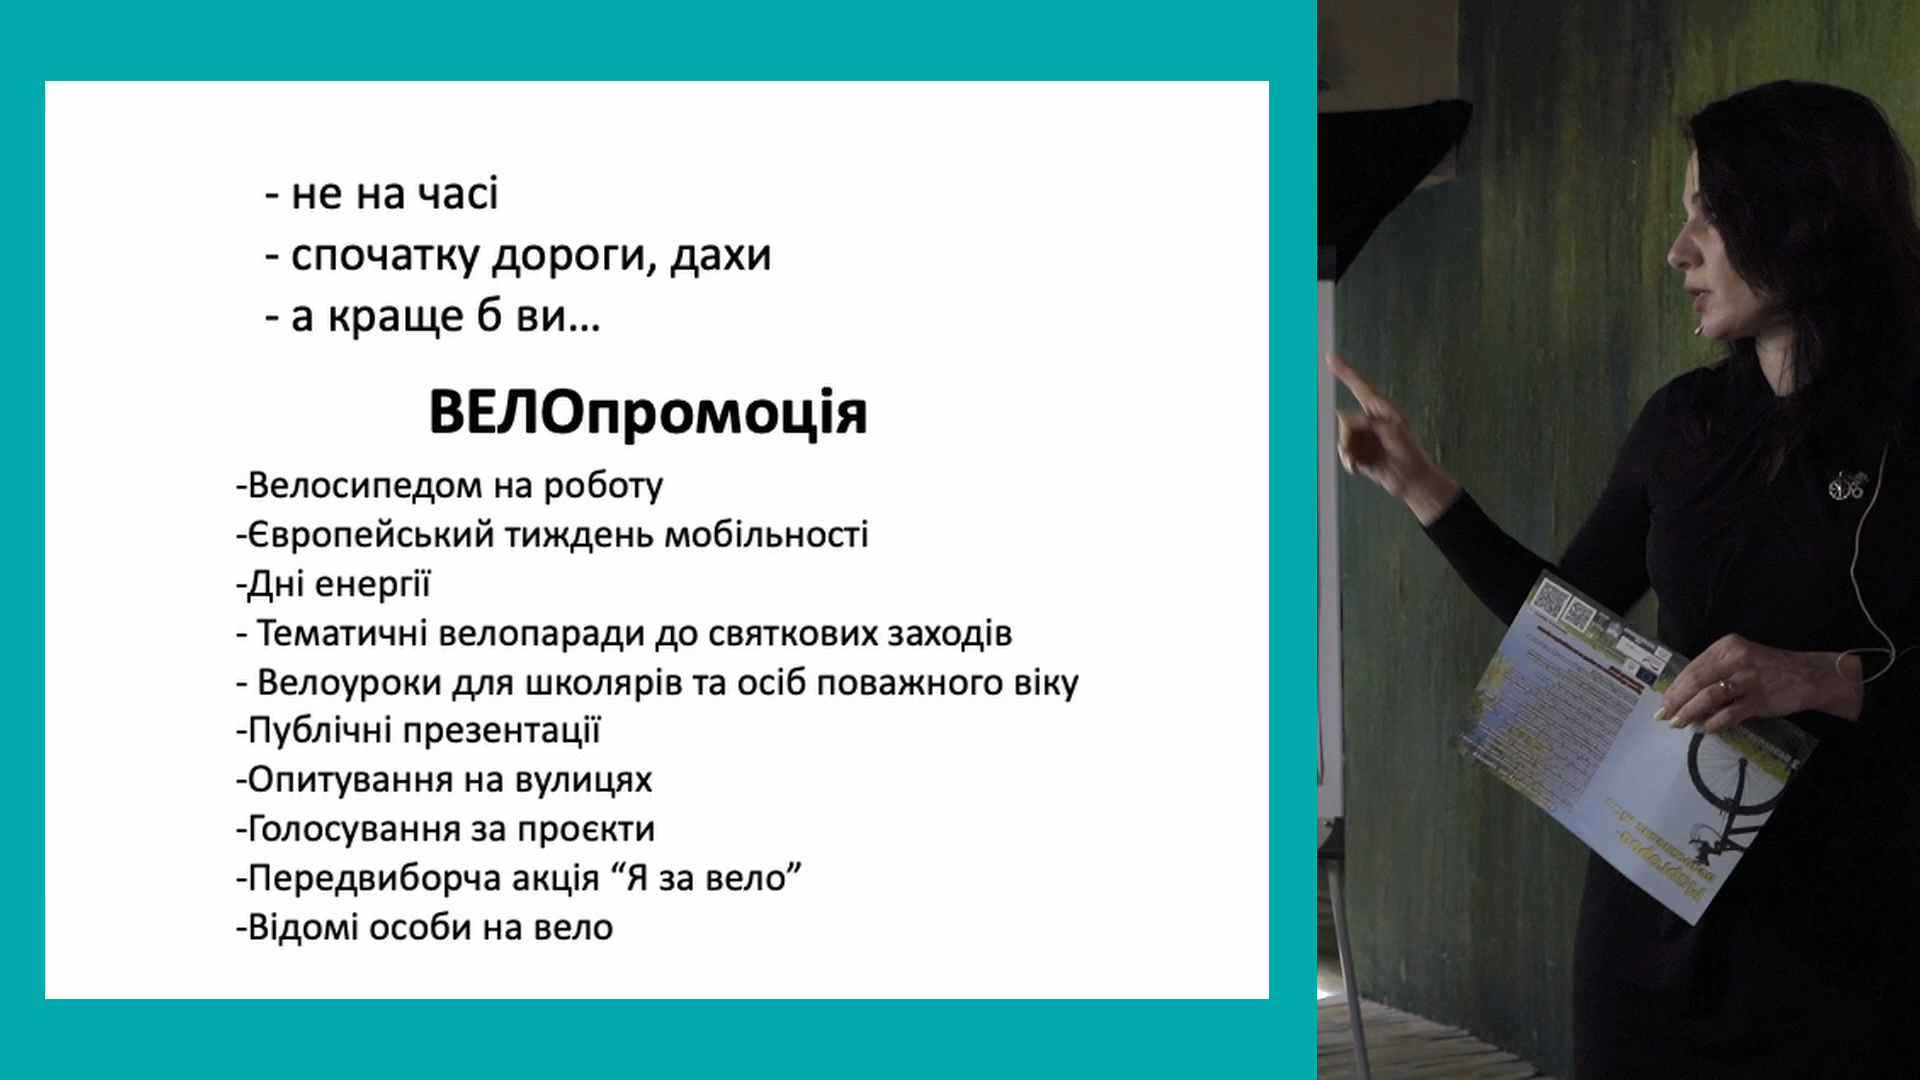 - не на часі
- спочатку дороги, дахи
- а краще б ви...
ВЕЛОпромоція
-Велосипедом на роботу
-Європейський тиждень мобільності
-Дні енергії
- Тематичні велопаради до святкових заходів
- Велоуроки для школярів та осіб поважного віку
-Публічні презентації
-Опитування на вулицях
-Голосування за проєкти
-Передвиборча акція “Я за вело”
-Відомі особи на вело
Миргород-